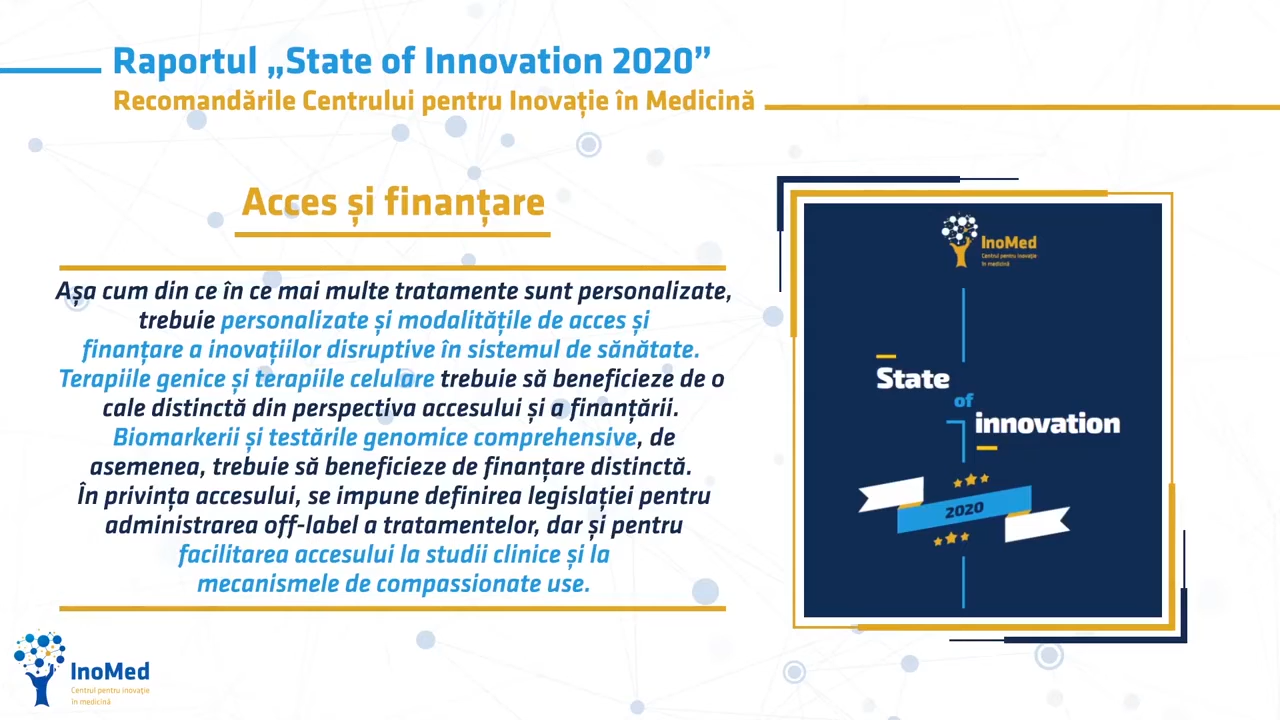 Raportul „State of Innovation 2020”
Recomandările Centrului pentru Inovație în Medicină
Acces și finanțare
Așa cum din ce în ce mai multe tratamente sunt personalizate,
trebuie personalizate și modalitățile de acces și
finanțare a inovațiilor disruptive în sistemul de sănătate.
Terapiile genice și terapiile celulare trebuie să beneficieze de o
cale distinctă din perspectiva accesului și a finanțării.
Biomarkerii și testările genomice comprehensive, de
asemenea, trebuie să beneficieze de finanțare distinctă.
În privința accesului, se impune definirea legislației pentru
administrarea off-label a tratamentelor, dar și pentru
facilitarea accesului la studii clinice și la
mecanismele de compassionate use.
InoMed
Centrul pentru inovație
în medicină
State
of
innovation
2020
InoMed
Centrul pentru inovație
în medicină